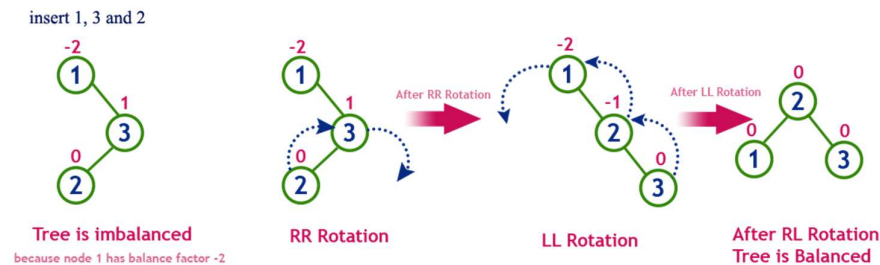 insert 1, 3 and 2
-2
1
1
3
0
2
Tree is imbalanced
because node 1 has balance factor -2
-2
1
1
3
0
2
RR Rotation
After RR Rotation
-2
1
-1
2
0
3
LL Rotation
After LL Rotation
0
2
0
1
0
3
After RL Rotation
Tree is Balanced